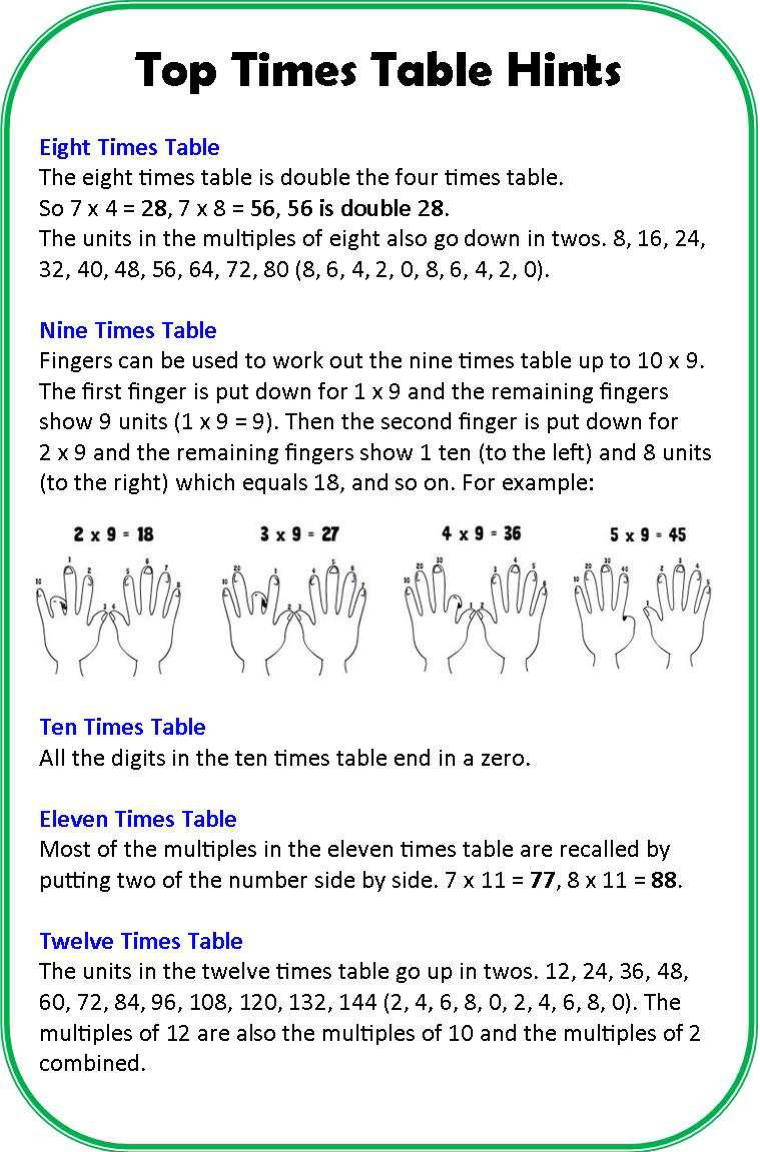 Top Times Table Hints
Eight Times Table
The eight times table is double the four times table.
So 7 x 4 = 28, 7 x 8 = 56, 56 is double 28.
The units in the multiples of eight also go down in twos. 8, 16, 24,
32, 40, 48, 56, 64, 72, 80 (8, 6, 4, 2, 0, 8, 6, 4, 2, 0).
Nine Times Table
Fingers can be used to work out the nine times table up to 10 x 9.
The first finger is put down for 1 x 9 and the remaining fingers
show 9 units (1 x 9 = 9). Then the second finger is put down for
2 x 9 and the remaining fingers show 1 ten (to the left) and 8 units
(to the right) which equals 18, and so on. For example:
2 x 9 = 18 3 x 9 = 27 4 x 9 = 36 5 x 9 = 45
Ten Times Table
All the digits in the ten times table end in a zero.
Eleven Times Table
Most of the multiples in the eleven times table are recalled by
putting two of the number side by side. 7 x 11 = 77, 8 x 11 = 88.
Twelve Times Table
The units in the twelve times table go up in twos. 12, 24, 36, 48,
60, 72, 84, 96, 108, 120, 132, 144 (2, 4, 6, 8, 0, 2, 4, 6, 8, 0). The
multiples of 12 are also the multiples of 10 and the multiples of 2
combined.